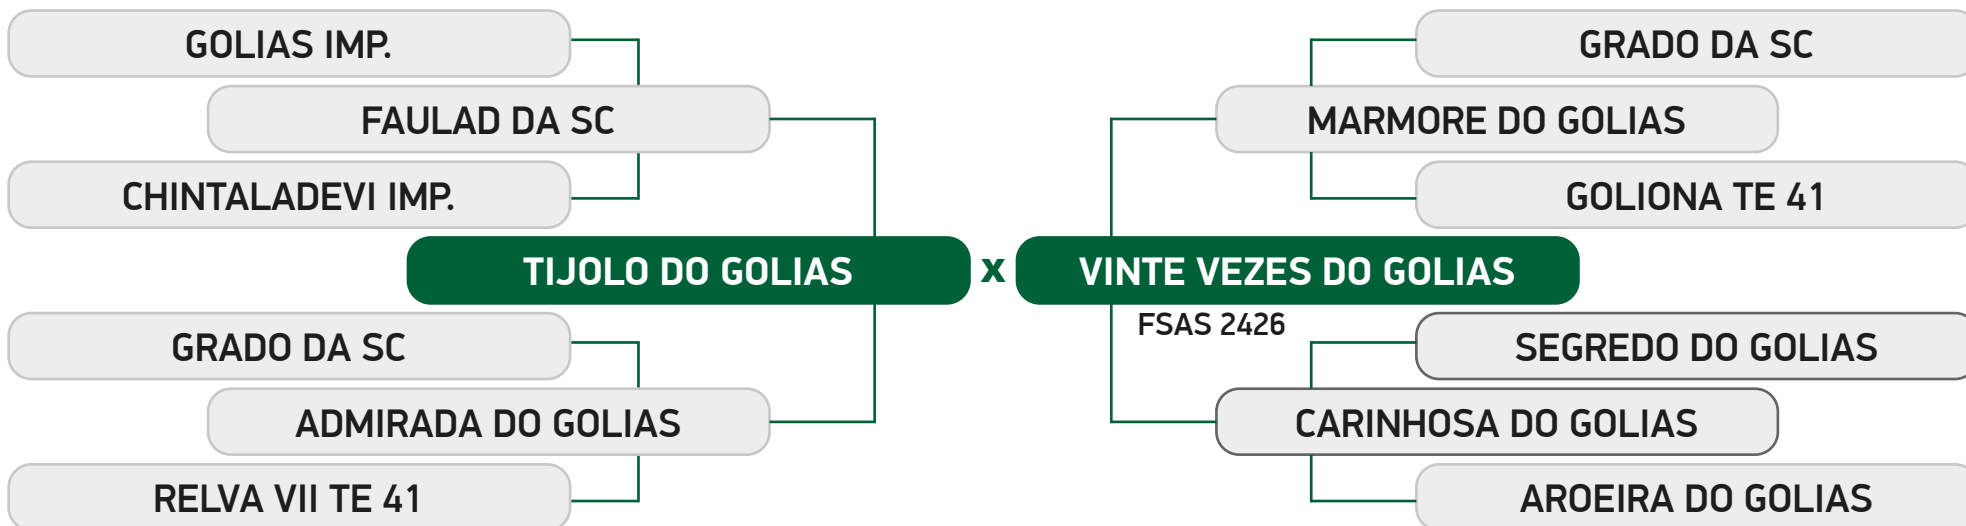 GOLIAS IMP.
FAULAD DA SC
CHINTALADEVI IMP.
TIJOLO DO GOLIAS
GRADO DA SC
ADMIRADA DO GOLIAS
RELVA VII TE 41
x
GRADO DA SC
MARMORE DO GOLIAS
GOLIONA TE 41
VINTE VEZES DO GOLIAS
FSAS 2426
SEGREDO DO GOLIAS
CARINHOSA DO GOLIAS
AROEIRA DO GOLIAS